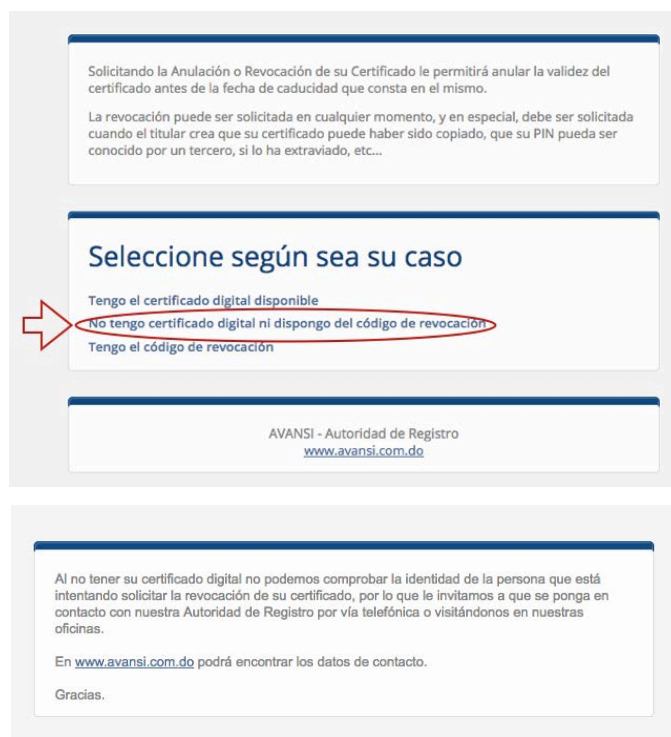 Solicitando la Anulación o Revocación de su Certificado le permitirá anular la validez del
certificado antes de la fecha de caducidad que consta en el mismo.
La revocación puede ser solicitada en cualquier momento, y en especial, debe ser solicitada
cuando el titular crea que su certificado puede haber sido copiado, que su PIN pueda ser
conocido por un tercero, si lo ha extraviado, etc...
Seleccione según sea su caso
Tengo el certificado digital disponible
No tengo certificado digital ni dispongo del código de revocación
Tengo el código de revocación
AVANSI - Autoridad de Registro
www.avansi.com.do
Al no tener su certificado digital no podemos comprobar la identidad de la persona que está
intentando solicitar la revocación de su certificado, por lo que le invitamos a que se ponga en
contacto con nuestra Autoridad de Registro por vía telefónica o visitándonos en nuestras
oficinas.
En www.avansi.com.do podrá encontrar los datos de contacto.
Gracias.